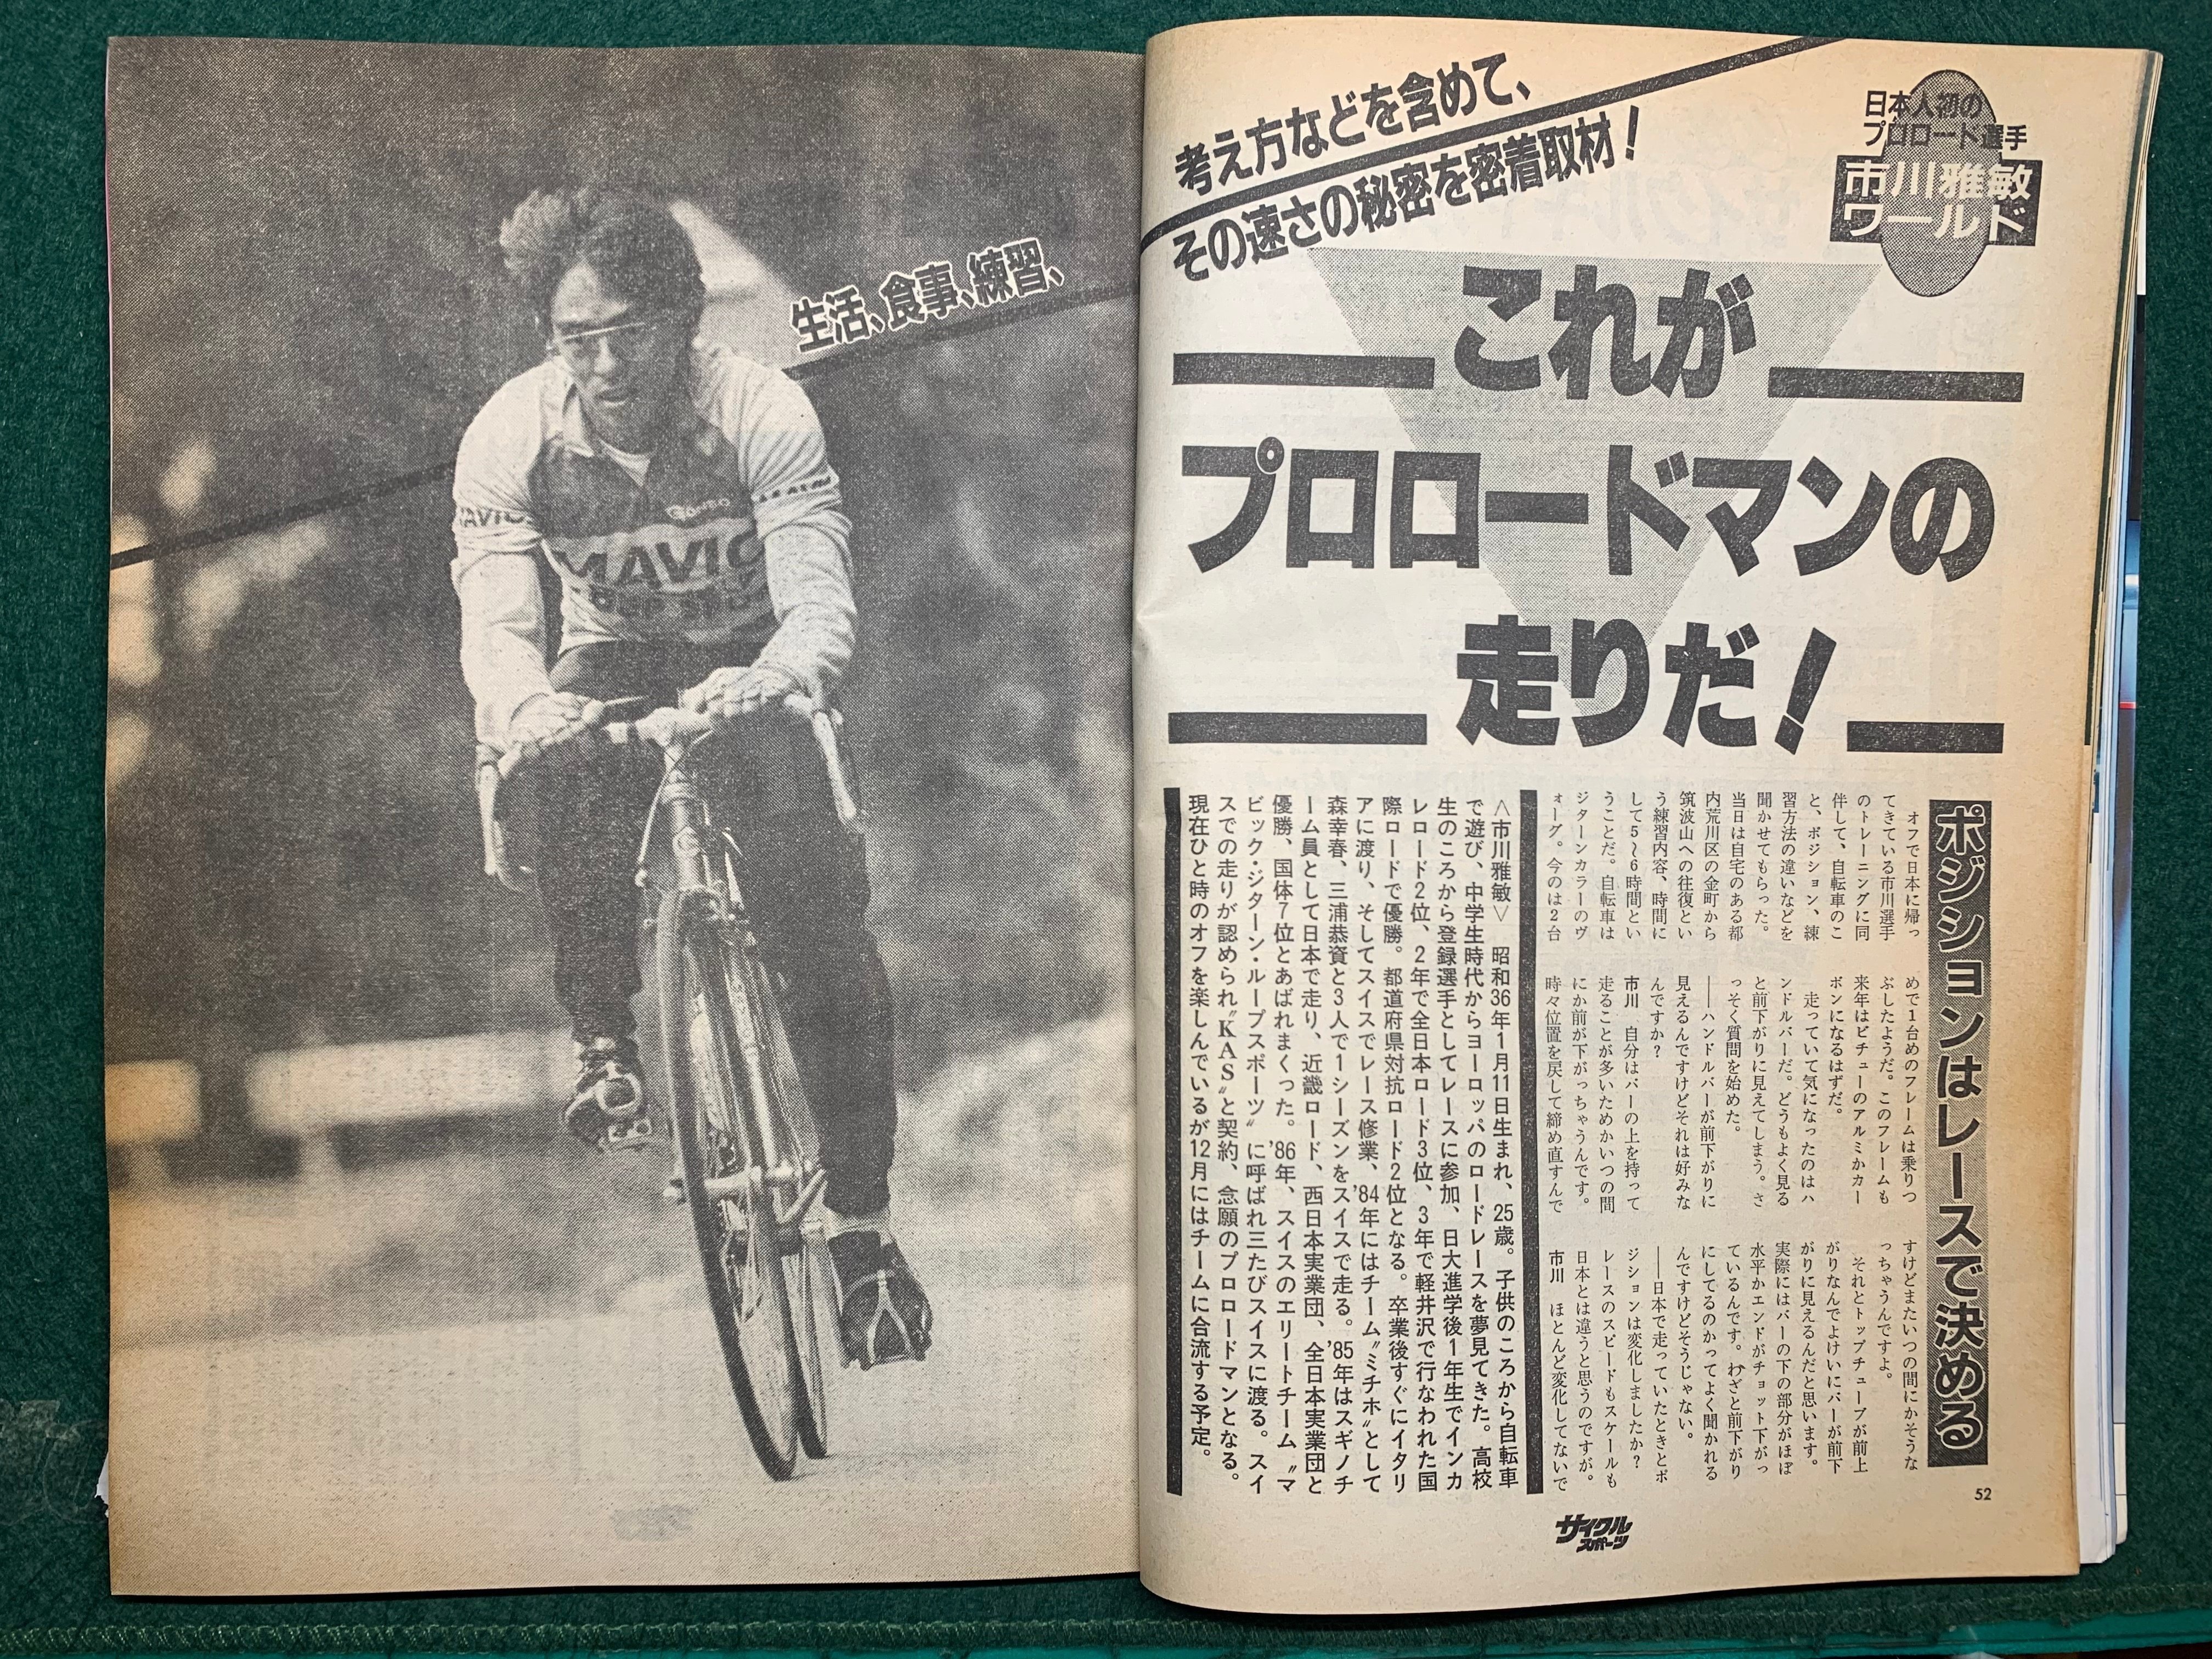 日本人初の
プロロード選手
市川雅敏
ワールド
生活、食事、練習、
考え方などを含めて、
その速さの秘密を密着取材！
これが
プロロードマンの
走りだ！
ポジションはレースで決める
オフで日本に帰っ
てきている市川選手
のトレーニングに同
伴して、自転車のこ
と、ポジション、練
習方法の違いなどを
聞かせてもらった。
当日は自宅のある都
内荒川区の金町から
筑波山への往復とい
う練習内容、時間に
して5〜6時間とい
うことだ。自転車は
ジターンカラーのヴ
ォーグ。今のは2台
めで1台めのフレームは乗りつ
ぶしたようだ。このフレームも
来年はビチューのアルミかカー
ボンになるはずだ。
走っていて気になったのはハ
ンドルバーだ。どうもよく見る
と前下がりに見えてしまう。さ
っそく質問を始めた。
――ハンドルバーが前下がりに
見えるんですけどそれは好みな
んですか？
市川　自分はバーの上を持って
走ることが多いためかいつの間
にか前が下がっちゃうんです。
時々位置を戻して締め直すんで
すけどまたいつの間にかそうな
っちゃうんですよ。
それとトップチューブが前上
がりなんでよけいにバーが前下
がりに見えるんだと思います。
実際にはバーの下の部分がほぼ
水平かエンドがチョット下がっ
ているんです。わざと前下がり
にしてるのかってよく聞かれる
んですけどそうじゃない。
――日本で走っていたときとポ
ジションは変化しましたか？
レースのスピードもスケールも
日本とは違うと思うのですが。
市川　ほとんど変化してないで
＜市川雅敏＞　昭和36年1月11日生まれ、25歳。子供のころから自転車
で遊び、中学生時代からヨーロッパのロードレースを夢見てきた。高校
生のころから登録選手としてレースに参加、日大進学後1年生でインカ
レロード2位、2年で全日本ロード3位、3年で軽井沢で行なわれた国
際ロードで優勝。都道府県対抗ロード2位となる。卒業後すぐにイタリ
アに渡り、そしてスイスでレース修業、'84年にはチーム〝ミチホ〟として
森幸春、三浦恭資と3人で1シーズンをスイスで走る。'85年はスギノチ
ーム員として日本で走り、近畿ロード、西日本実業団、全日本実業団と
優勝、国体7位とあばれまくった。'86年、スイスのエリートチーム〝マ
ビック・ジターン・ループスポーツ〟に呼ばれ三たびスイスに渡る。スイ
スでの走りが認められ〝KAS〟と契約、念願のプロロードマンとなる。
現在ひと時のオフを楽しんでいるが12月にはチームに合流する予定。
52
サイクル
スポーツ
MAVIC